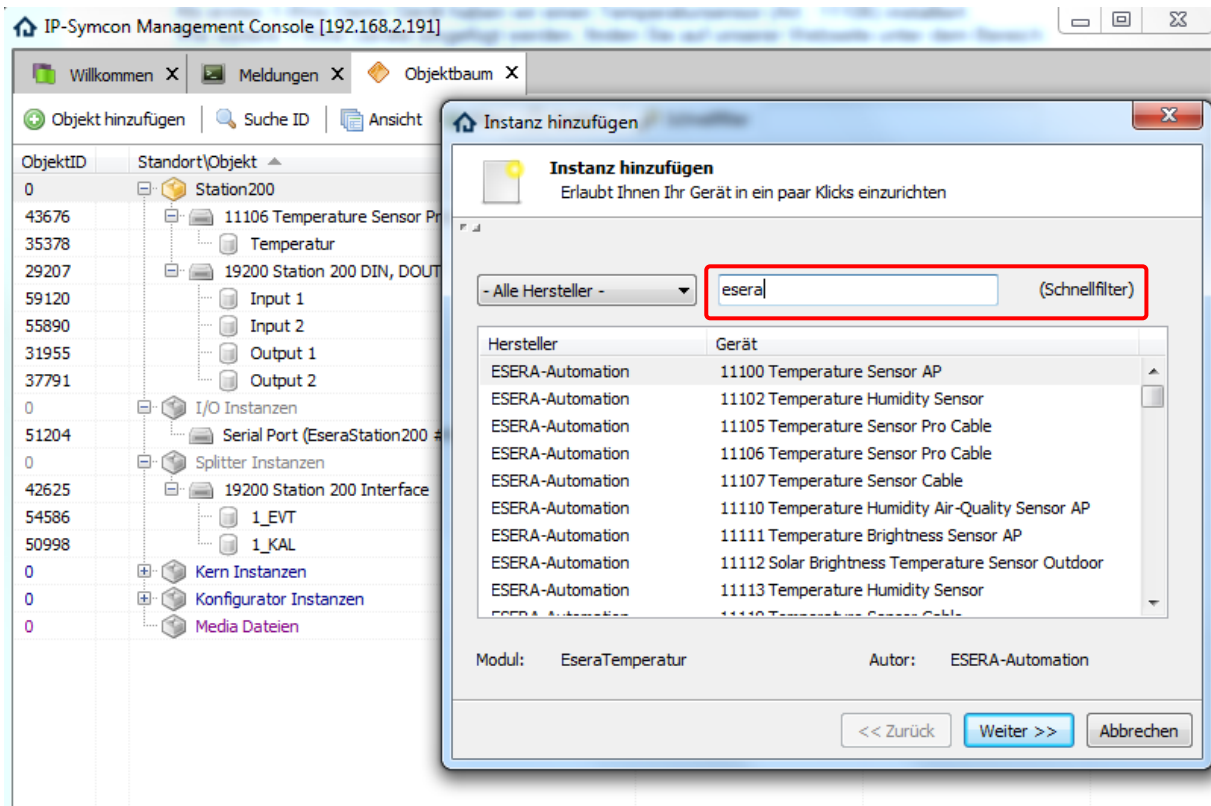 IP-Symcon Management Console [192.168.2.191]
Willkommen X Meldungen X Objektbaum X
Objekt hinzufügen Suche ID Ansicht
ObjektID Standort\Objekt
0 Station200
43676 11106 Temperature Sensor Pr
35378 Temperatur
29207 19200 Station 200 DIN, DOUT
59120 Input 1
55890 Input 2
31955 Output 1
37791 Output 2
0 I/O Instanzen
51204 Serial Port (EseraStation200 #
0 Splitter Instanzen
42625 19200 Station 200 Interface
54586 1_EVT
50998 1_KAL
0 Kern Instanzen
0 Konfigurator Instanzen
0 Media Dateien
Instanz hinzufügen
Instanz hinzufügen
Erlaubt Ihnen Ihr Gerät in ein paar Klicks einzurichten
- Alle Hersteller - esera (Schnellfilter)
Hersteller Gerät
ESERA-Automation 11100 Temperature Sensor AP
ESERA-Automation 11102 Temperature Humidity Sensor
ESERA-Automation 11105 Temperature Sensor Pro Cable
ESERA-Automation 11106 Temperature Sensor Pro Cable
ESERA-Automation 11107 Temperature Sensor Cable
ESERA-Automation 11110 Temperature Humidity Air-Quality Sensor AP
ESERA-Automation 11111 Temperature Brightness Sensor AP
ESERA-Automation 11112 Solar Brightness Temperature Sensor Outdoor
ESERA-Automation 11113 Temperature Humidity Sensor
Modul: EseraTemperatur Autor: ESERA-Automation
<< Zurück Weiter >> Abbrechen